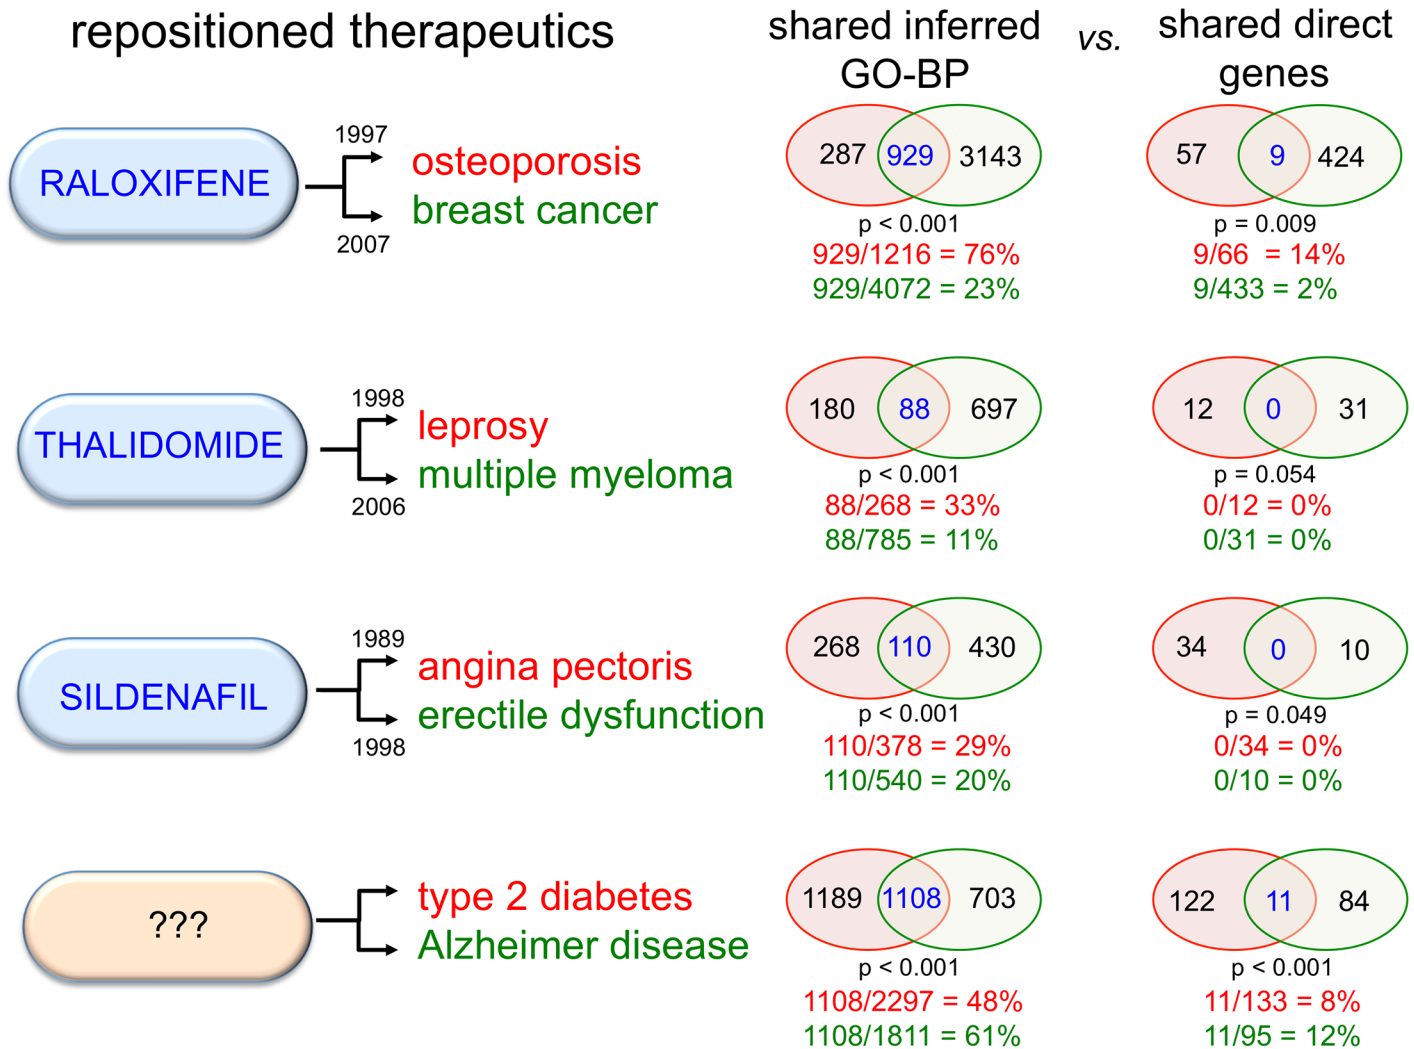 repositioned therapeutics
shared inferred
GO-BP
vs.
shared direct
genes
RALOXIFENE
1997
osteoporosis
breast cancer
2007
287 929 3143
p < 0.001
929/1216 = 76%
929/4072 = 23%
57 9 424
p = 0.009
9/66 = 14%
9/433 = 2%
THALIDOMIDE
1998
leprosy
multiple myeloma
2006
180 88 697
p < 0.001
88/268 = 33%
88/785 = 11%
12 0 31
p = 0.054
0/12 = 0%
0/31 = 0%
SILDENAFIL
1989
angina pectoris
erectile dysfunction
1998
268 110 430
p < 0.001
110/378 = 29%
110/540 = 20%
34 0 10
p = 0.049
0/34 = 0%
0/10 = 0%
???
type 2 diabetes
Alzheimer disease
1189 1108 703
p < 0.001
1108/2297 = 48%
1108/1811 = 61%
122 11 84
p < 0.001
11/133 = 8%
11/95 = 12%